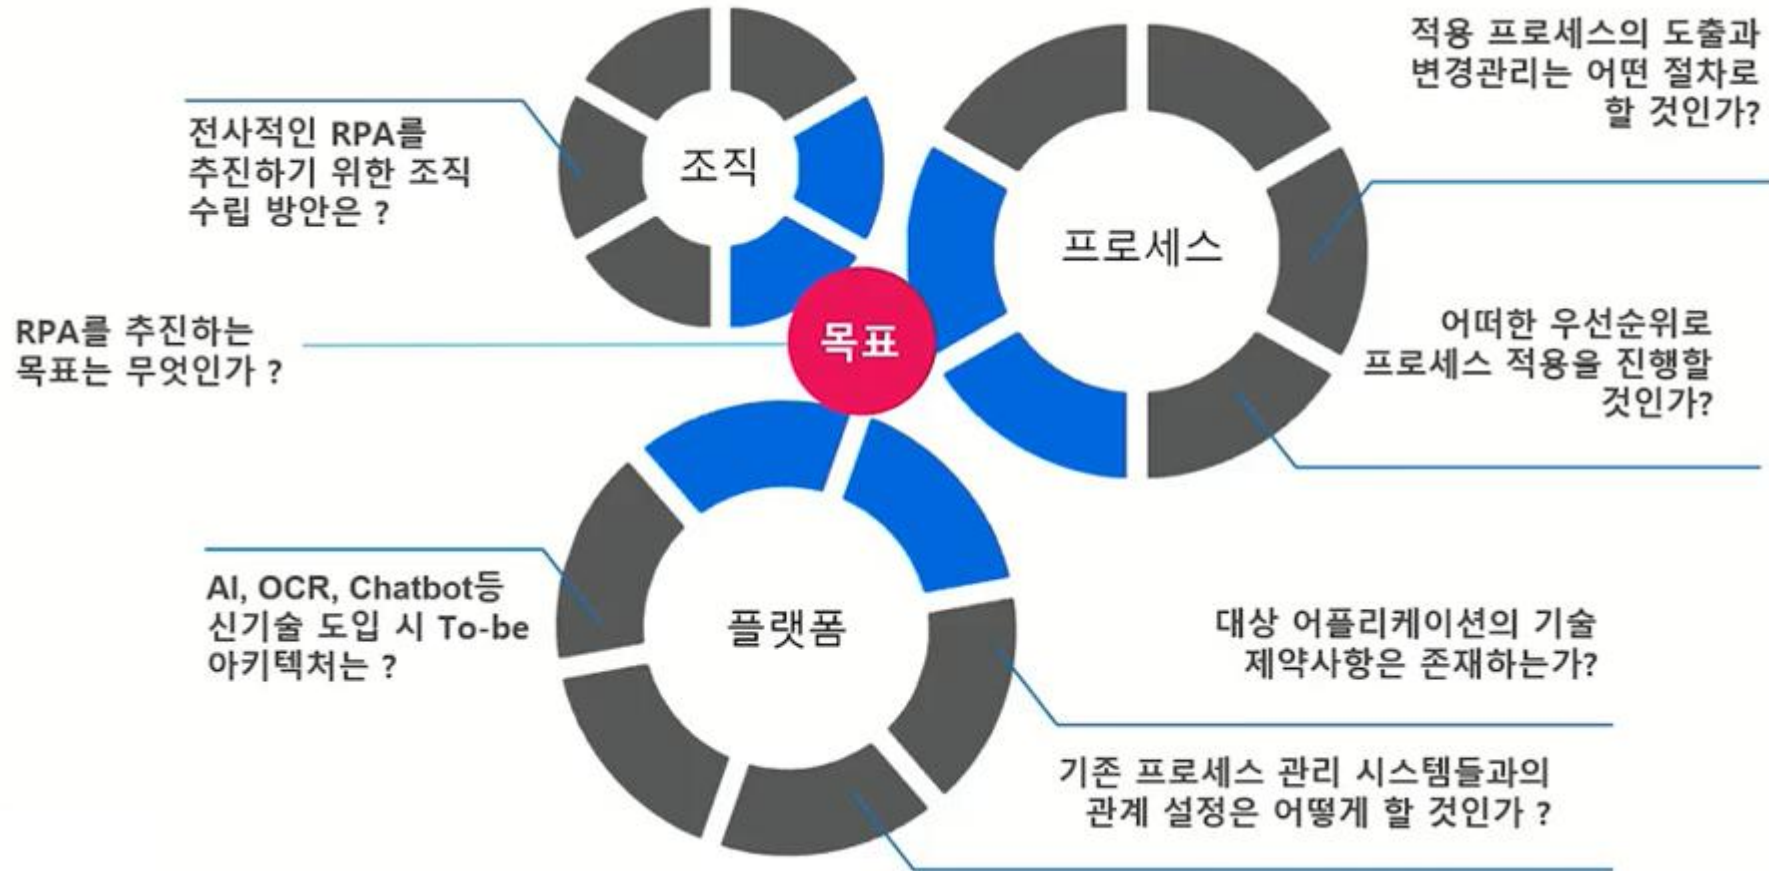 적용 프로세스의 도출과
변경관리는 어떤 절차로
할 것인가?
전사적인 RPA를
추진하기 위한 조직
수립 방안은 ?
조직
프로세스
RPA를 추진하는
목표는 무엇인가 ?
목표
어떠한 우선순위로
프로세스 적용을 진행할
것인가?
AI, OCR, Chatbot등
신기술 도입 시 To-be
아키텍처는 ?
플랫폼
대상 어플리케이션의 기술
제약사항은 존재하는가?
기존 프로세스 관리 시스템들과의
관계 설정은 어떻게 할 것인가 ?